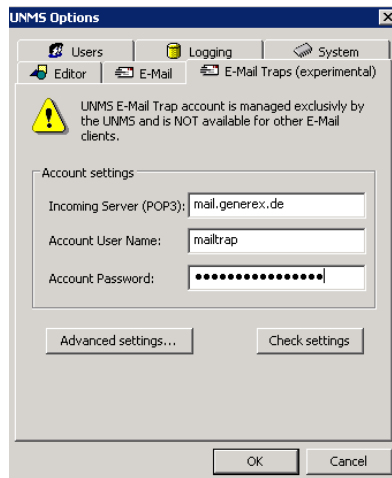 UNMS Options
Users
Logging
System
Editor
E-Mail
E-Mail Traps (experimental)
UNMS E-Mail Trap account is managed exclusivly by
the UNMS and is NOT available for other E-Mail
clients.
Account settings
Incoming Server (POP3):
mail.generex.de
Account User Name:
mailtrap
Account Password:
●●●●●●●●●●●●●●●●
Advanced settings...
Check settings
OK
Cancel